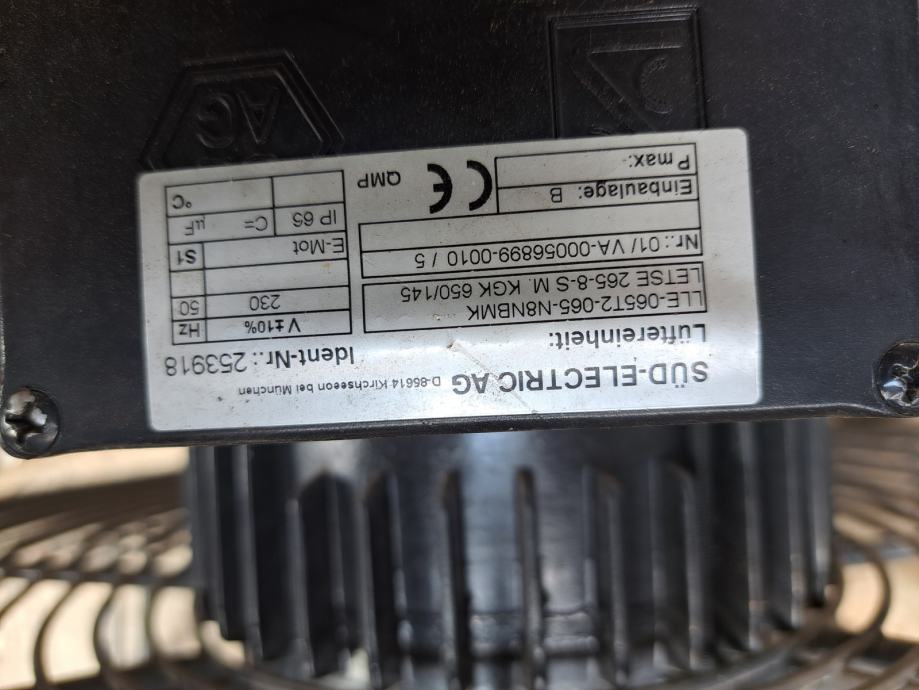 SÜD-ELECTRIC AG D-85614 Kirchseeon bei München
Lüftereinheit:
Ident-Nr.: 253918
LLE-065T2-065-N8NBMK
LETSE 265-8-S M. KGK 650/145
Nr.: 01/ VA-00056899-0010 / 5
Einbaulage: B
P max:
CE QMP
V±10% Hz
230 50
E-Mot S1
IP 65 C= µF
°C
AG